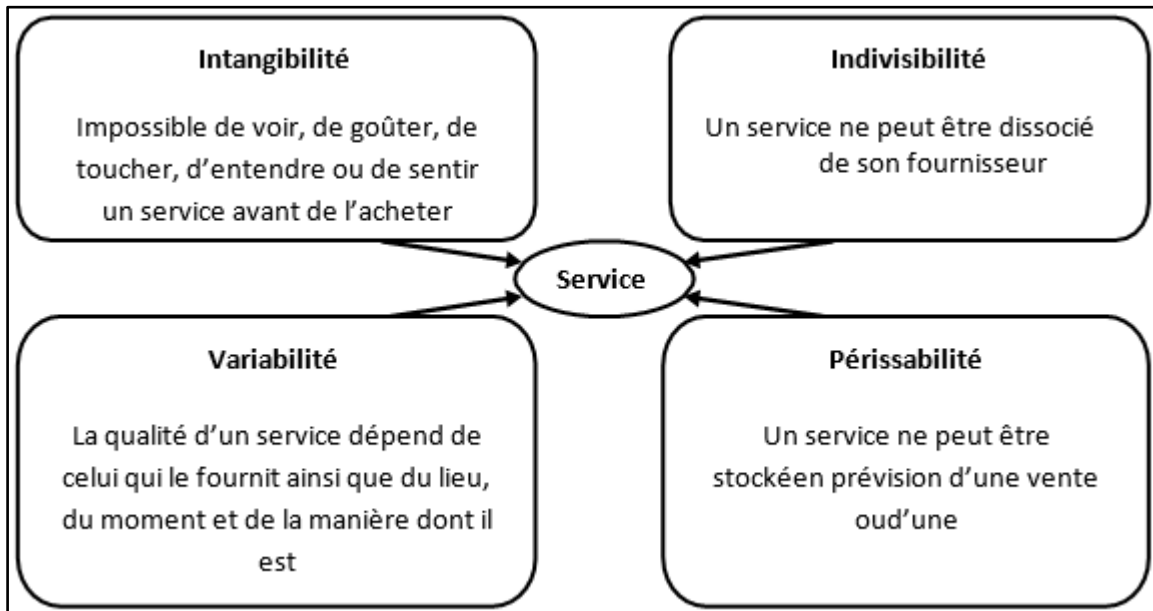 Intangibilité
Impossible de voir, de goûter, de
toucher, d’entendre ou de sentir
un service avant de l’acheter
Indivisibilité
Un service ne peut être dissocié
de son fournisseur
Service
Variabilité
La qualité d’un service dépend de
celui qui le fournit ainsi que du lieu,
du moment et de la manière dont il
est
Périssabilité
Un service ne peut être
stockéen prévision d’une vente
oud’une